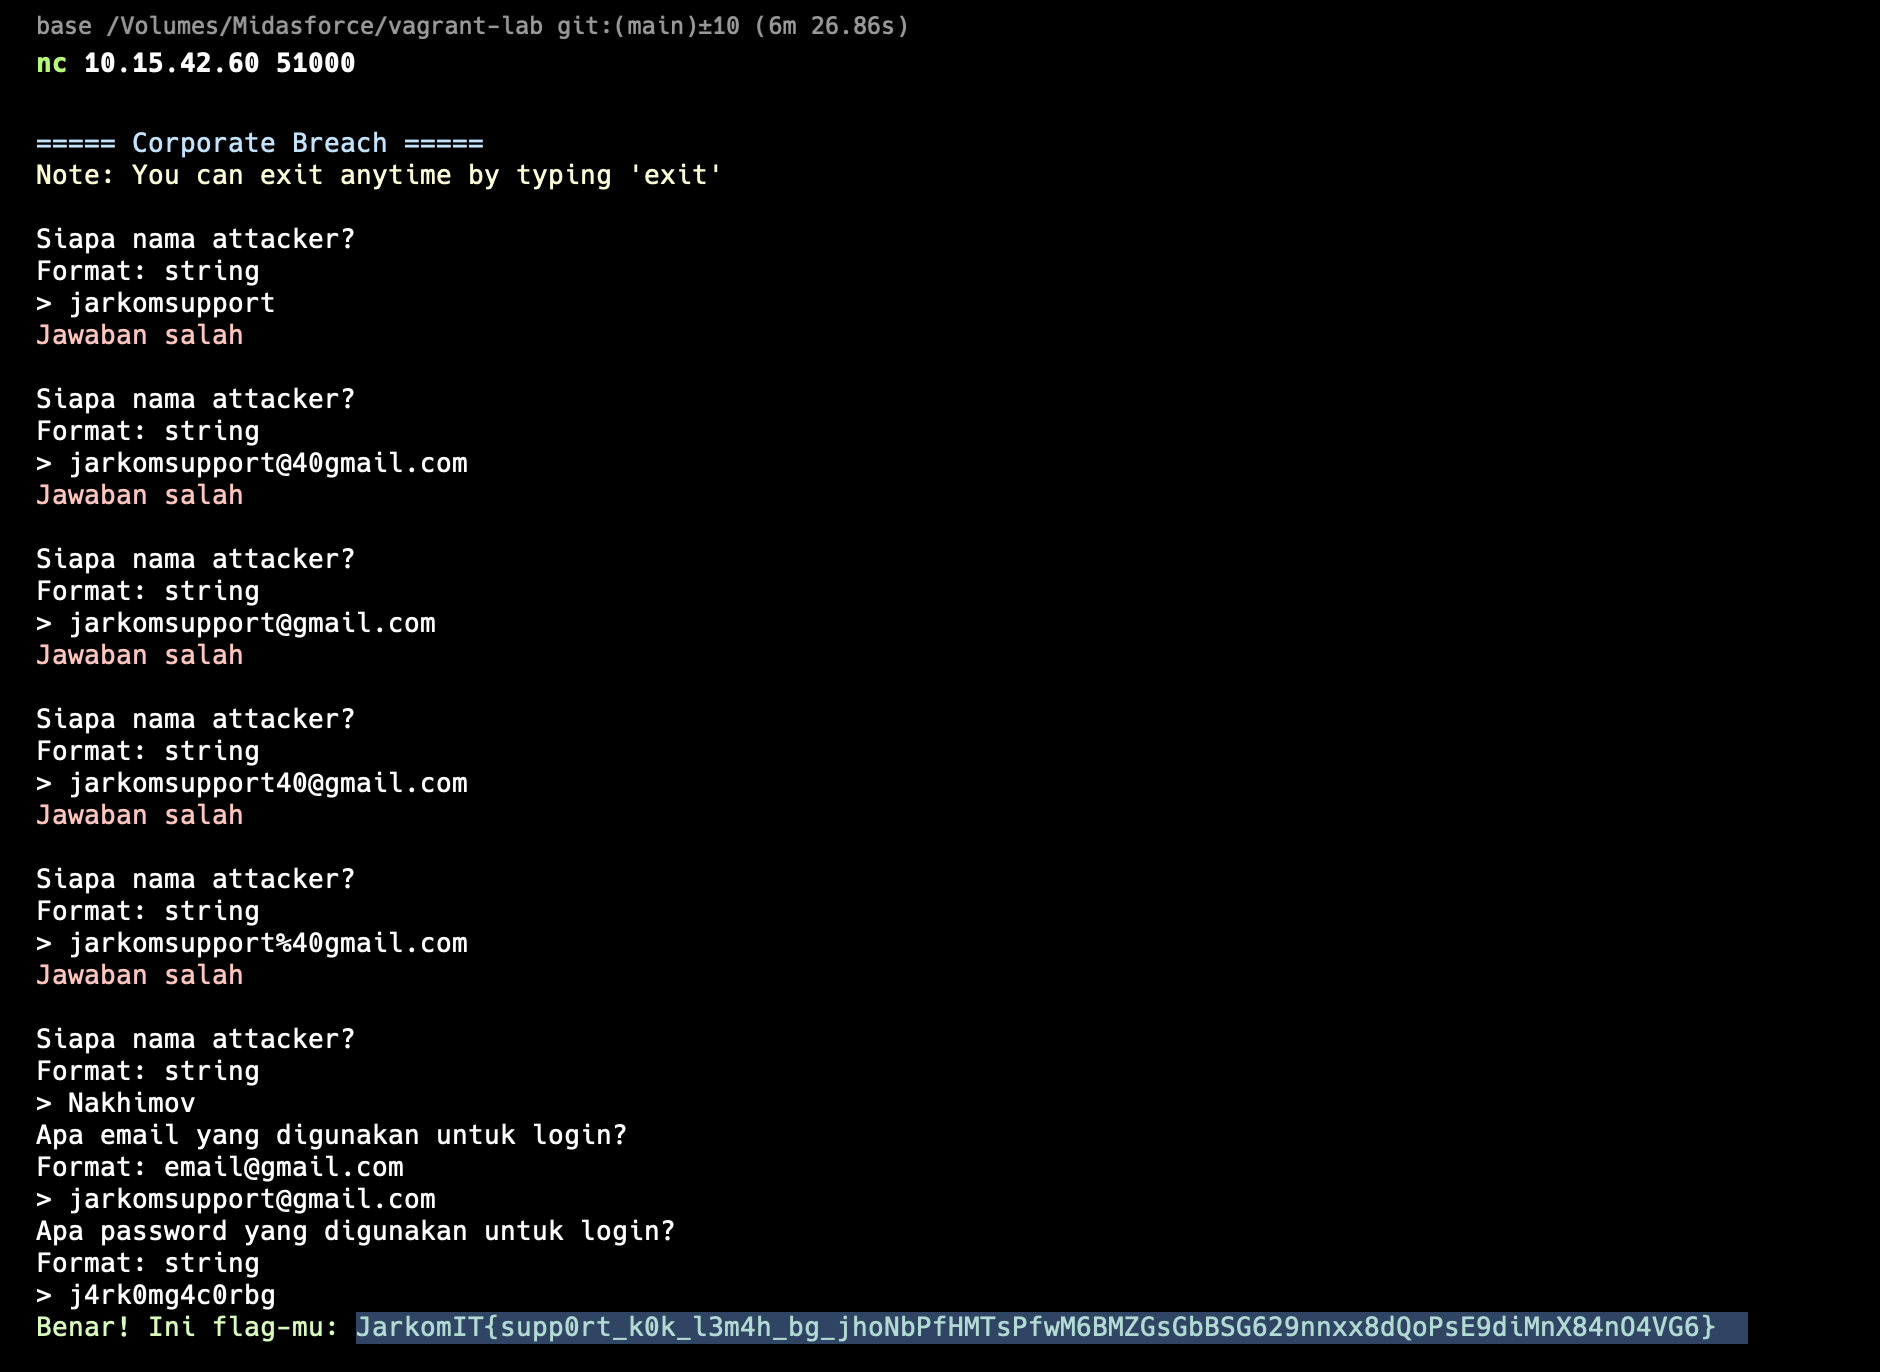 base /Volumes/Midasforce/vagrant-lab git:(main)±10 (6m 26.86s)
nc 10.15.42.60 51000
===== Corporate Breach =====
Note: You can exit anytime by typing 'exit'
Siapa nama attacker?
Format: string
> jarkomsupport
Jawaban salah
Siapa nama attacker?
Format: string
> jarkomsupport@40gmail.com
Jawaban salah
Siapa nama attacker?
Format: string
> jarkomsupport@gmail.com
Jawaban salah
Siapa nama attacker?
Format: string
> jarkomsupport40@gmail.com
Jawaban salah
Siapa nama attacker?
Format: string
> jarkomsupport%40gmail.com
Jawaban salah
Siapa nama attacker?
Format: string
> Nakhimov
Apa email yang digunakan untuk login?
Format: email@gmail.com
> jarkomsupport@gmail.com
Apa password yang digunakan untuk login?
Format: string
> j4rk0mg4c0rbg
Benar! Ini flag-mu: JarkomIT{supp0rt_k0k_l3m4h_bg_jhoNbPfHMTsPfwM6BMZGsGbBSG629nnxx8dQoPsE9diMnX84nO4VG6}